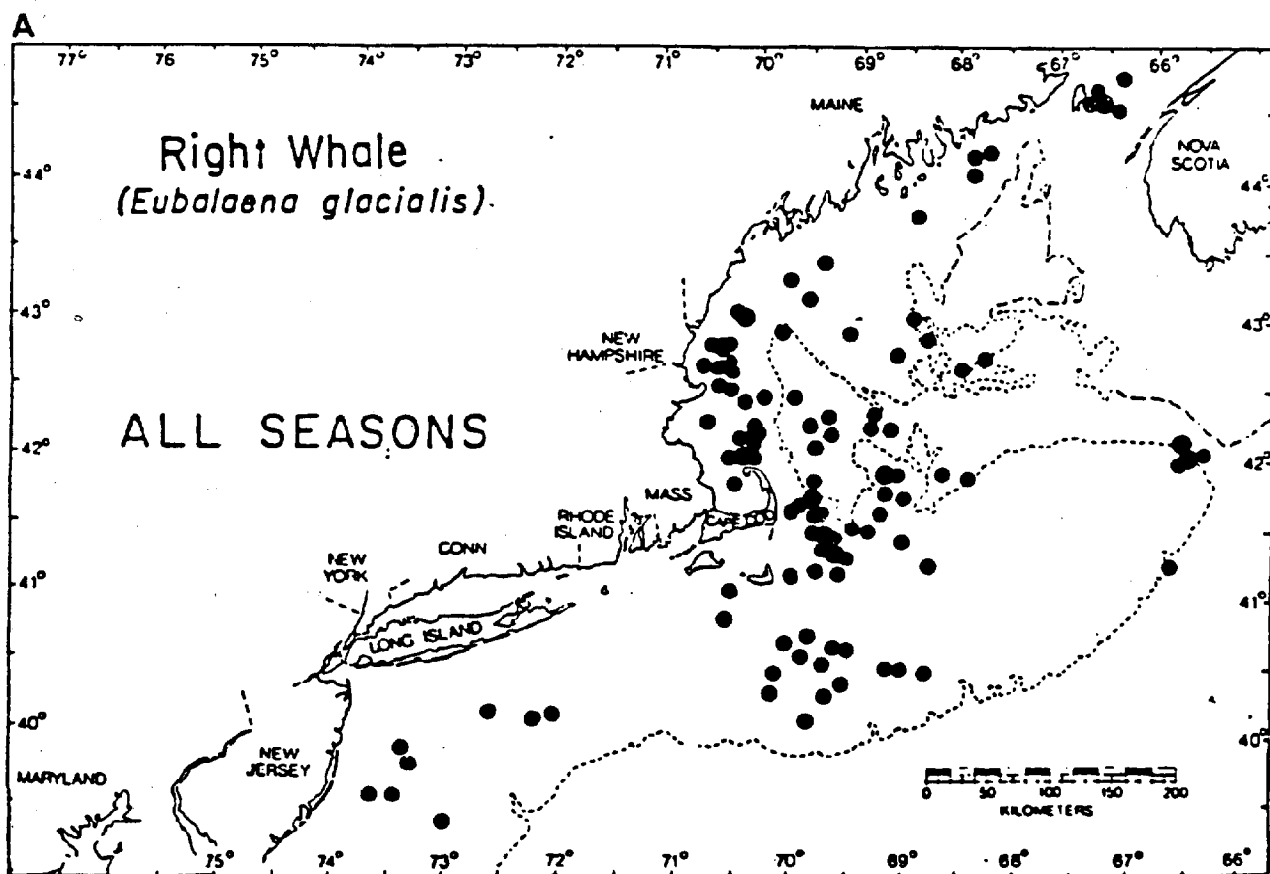 A
77° 76° 75° 74° 73° 72° 71° 70° 69° 68° 67° 66°
MAINE
Right Whale
(Eubalaena glacialis)
NOVA
SCOTIA
44° 44°
43° 43°
NEW
HAMPSHIRE
ALL SEASONS
42° 42°
MASS
RHODE
ISLAND
CAPE COD
CONN
NEW
YORK
41° 41°
LONG ISLAND
40° 40°
NEW
JERSEY
MARYLAND
0 50 100 150 200
KILOMETERS
75° 74° 73° 72° 71° 70° 69° 68° 67° 66°